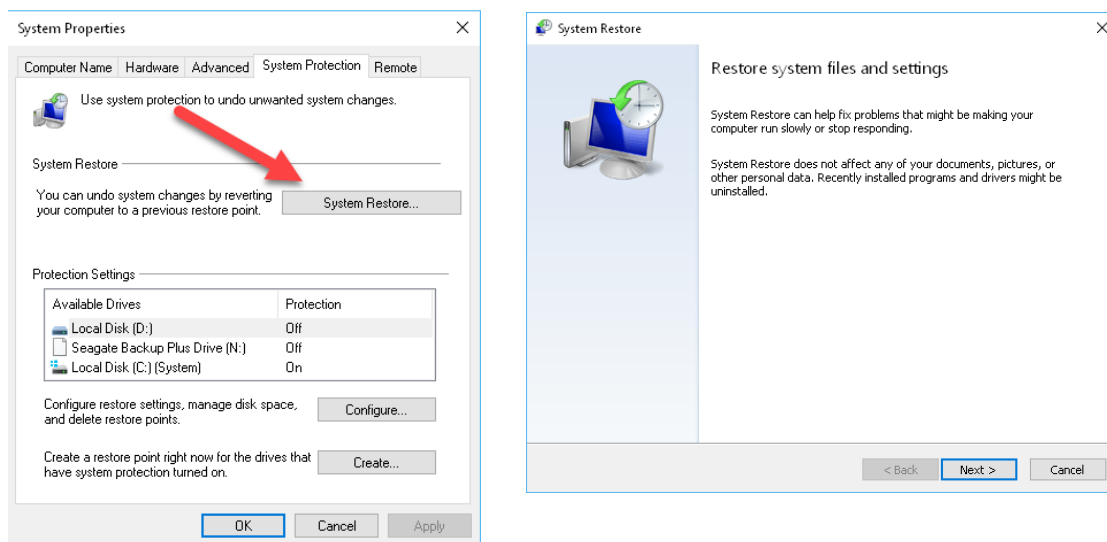 System Properties
Computer Name Hardware Advanced System Protection Remote
Use system protection to undo unwanted system changes.
System Restore
You can undo system changes by reverting
your computer to a previous restore point.
System Restore...
Protection Settings
Available Drives Protection
Local Disk (D:) Off
Seagate Backup Plus Drive (N:) Off
Local Disk (C:) (System) On
Configure restore settings, manage disk space,
and delete restore points.
Configure...
Create a restore point right now for the drives that
have system protection turned on.
Create...
OK Cancel Apply
System Restore
Restore system files and settings
System Restore can help fix problems that might be making your
computer run slowly or stop responding.
System Restore does not affect any of your documents, pictures, or
other personal data. Recently installed programs and drivers might be
uninstalled.
< Back Next > Cancel